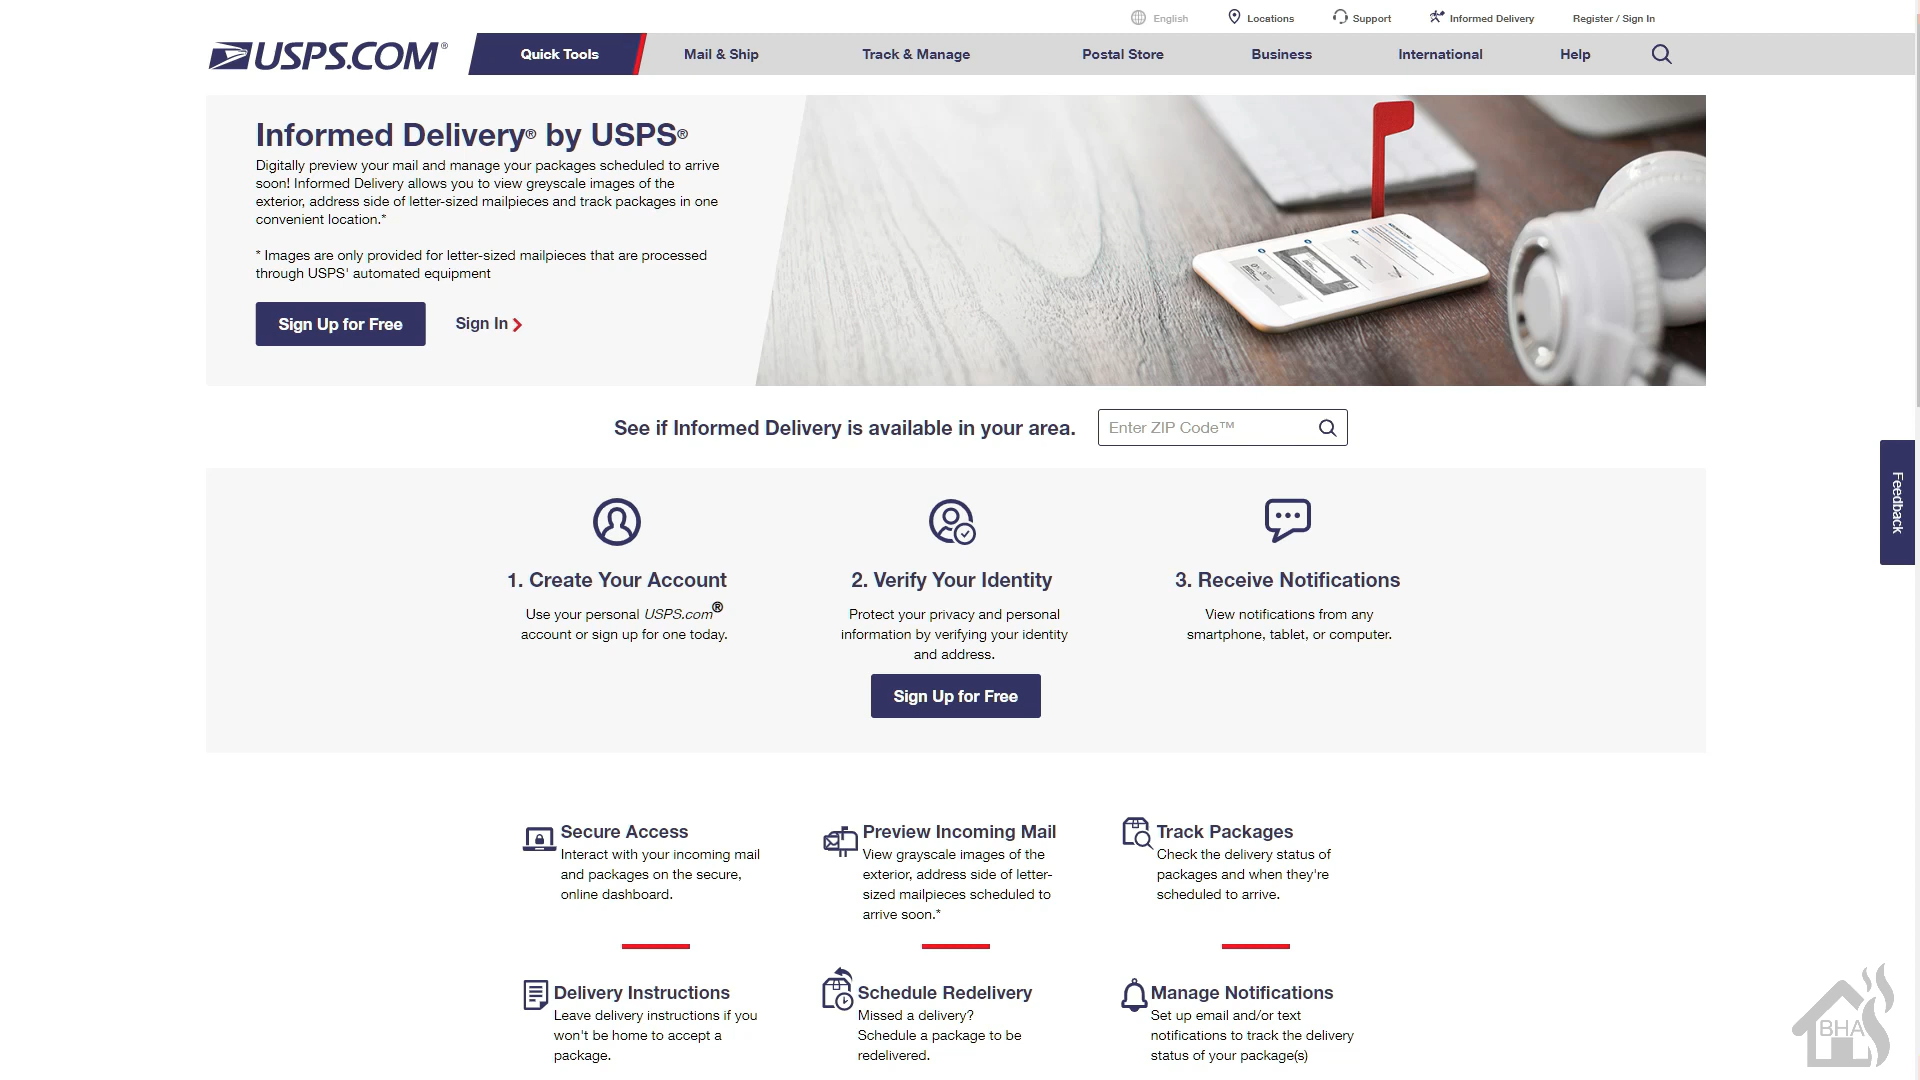 English
Locations
Support
Informed Delivery
Register / Sign In
USPS.COM®
Quick Tools
Mail & Ship
Track & Manage
Postal Store
Business
International
Help
Informed Delivery® by USPS®
Digitally preview your mail and manage your packages scheduled to arrive
soon! Informed Delivery allows you to view greyscale images of the
exterior, address side of letter-sized mailpieces and track packages in one
convenient location.*
* Images are only provided for letter-sized mailpieces that are processed
through USPS' automated equipment
Sign Up for Free
Sign In
See if Informed Delivery is available in your area.
Enter ZIP Code™
Feedback
1. Create Your Account
Use your personal USPS.com®
account or sign up for one today.
2. Verify Your Identity
Protect your privacy and personal
information by verifying your identity
and address.
3. Receive Notifications
View notifications from any
smartphone, tablet, or computer.
Sign Up for Free
Secure Access
Interact with your incoming mail
and packages on the secure,
online dashboard.
Preview Incoming Mail
View grayscale images of the
exterior, address side of letter-
sized mailpieces scheduled to
arrive soon.*
Track Packages
Check the delivery status of
packages and when they're
scheduled to arrive.
Delivery Instructions
Leave delivery instructions if you
won't be home to accept a
package.
Schedule Redelivery
Missed a delivery?
Schedule a package to be
redelivered.
Manage Notifications
Set up email and/or text
notifications to track the delivery
status of your package(s)
BHA